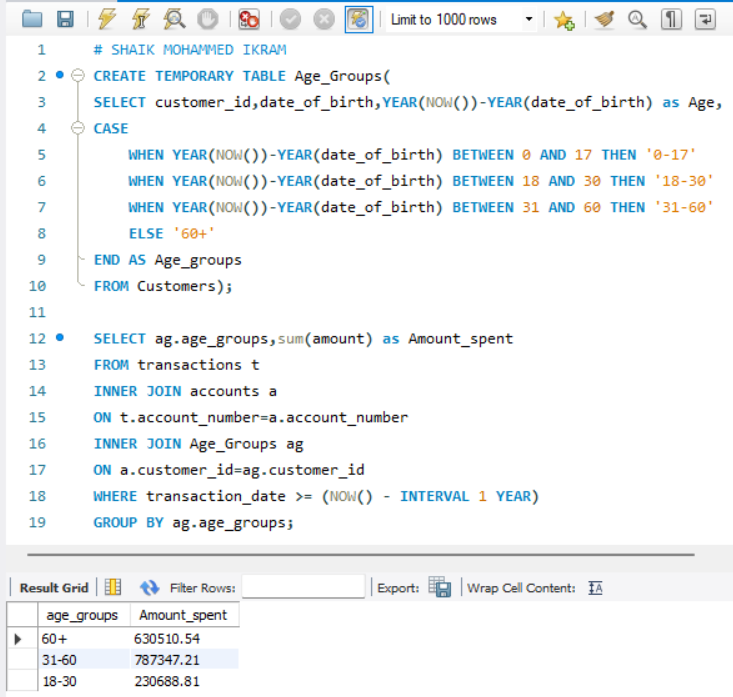 Limit to 1000 rows
1 # SHAIK MOHAMMED IKRAM
2 CREATE TEMPORARY TABLE Age_Groups(
3 SELECT customer_id,date_of_birth,YEAR(NOW())-YEAR(date_of_birth) as Age,
4 CASE
5 WHEN YEAR(NOW())-YEAR(date_of_birth) BETWEEN 0 AND 17 THEN '0-17'
6 WHEN YEAR(NOW())-YEAR(date_of_birth) BETWEEN 18 AND 30 THEN '18-30'
7 WHEN YEAR(NOW())-YEAR(date_of_birth) BETWEEN 31 AND 60 THEN '31-60'
8 ELSE '60+'
9 END AS Age_groups
10 FROM Customers);
11
12 SELECT ag.age_groups,sum(amount) as Amount_spent
13 FROM transactions t
14 INNER JOIN accounts a
15 ON t.account_number=a.account_number
16 INNER JOIN Age_Groups ag
17 ON a.customer_id=ag.customer_id
18 WHERE transaction_date >= (NOW() - INTERVAL 1 YEAR)
19 GROUP BY ag.age_groups;
Result Grid Filter Rows: Export: Wrap Cell Content: IA
age_groups Amount_spent
60+ 630510.54
31-60 787347.21
18-30 230688.81